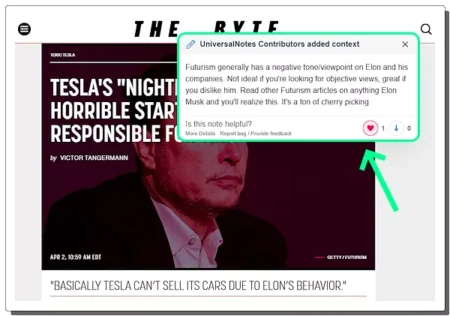 THE BYTE
UniversalNotes Contributors added context
Futurism generally has a negative tone/viewpoint on Elon and his
companies. Not ideal if you're looking for objective views, great if
you dislike him. Read other Futurism articles on anything Elon
Musk and you'll realize this. It's a ton of cherry picking
Is this note helpful?
More Details Report bag / Provide feedback
1 0
TOXIC TESLA
TESLA'S "NIGHT
HORRIBLE STAR
RESPONSIBLE F
by VICTOR TANGERMANN
APR 2, 10:59 AM EDT
GETTY / FUTURISM
"BASICALLY TESLA CAN'T SELL ITS CARS DUE TO ELON'S BEHAVIOR."